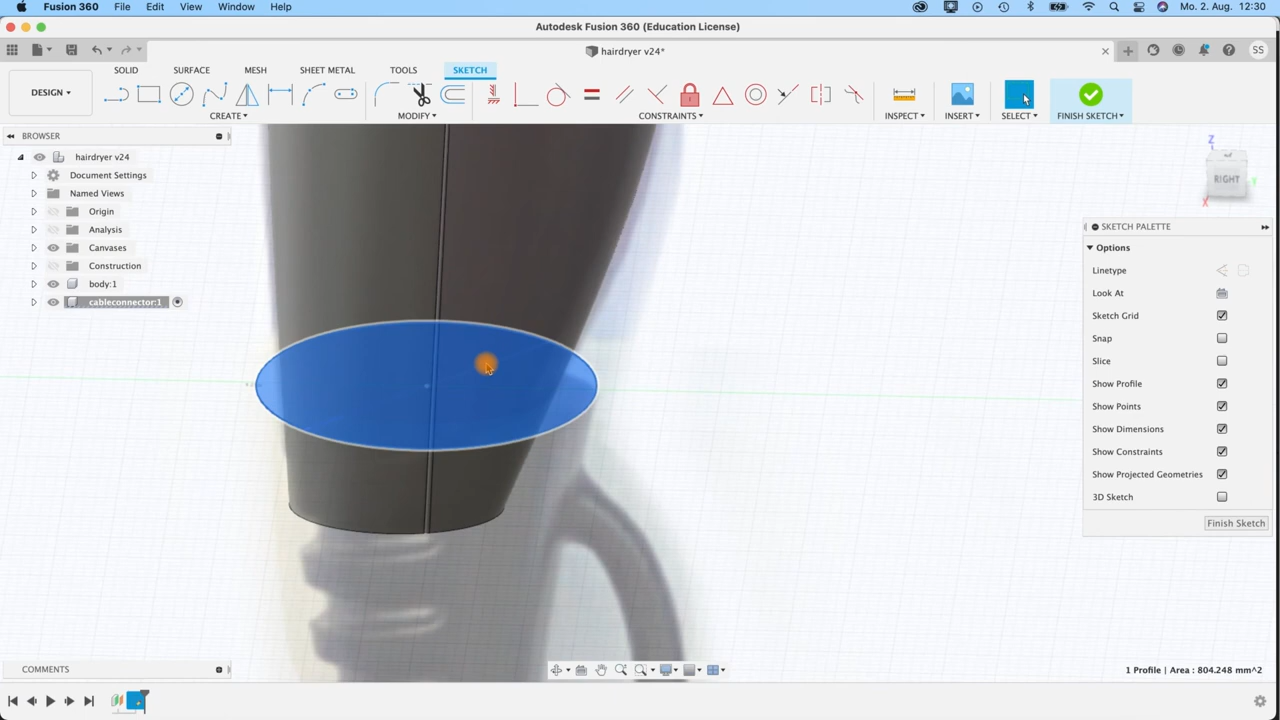 Fusion 360 File Edit View Window Help Mo. 2. Aug. 12:30
Autodesk Fusion 360 (Education License)
hairdryer v24* SS
SOLID SURFACE MESH SHEET METAL TOOLS SKETCH
DESIGN
CREATE MODIFY CONSTRAINTS INSPECT INSERT SELECT FINISH SKETCH
BROWSER
hairdryer v24
Document Settings
Named Views
Origin
Analysis
Canvases
Construction
body:1
cableconnector:1
Z
RIGHT
Y
X
SKETCH PALETTE
Options
Linetype
Look At
Sketch Grid
Snap
Slice
Show Profile
Show Points
Show Dimensions
Show Constraints
Show Projected Geometries
3D Sketch
Finish Sketch
COMMENTS
1 Profile | Area : 804.248 mm^2